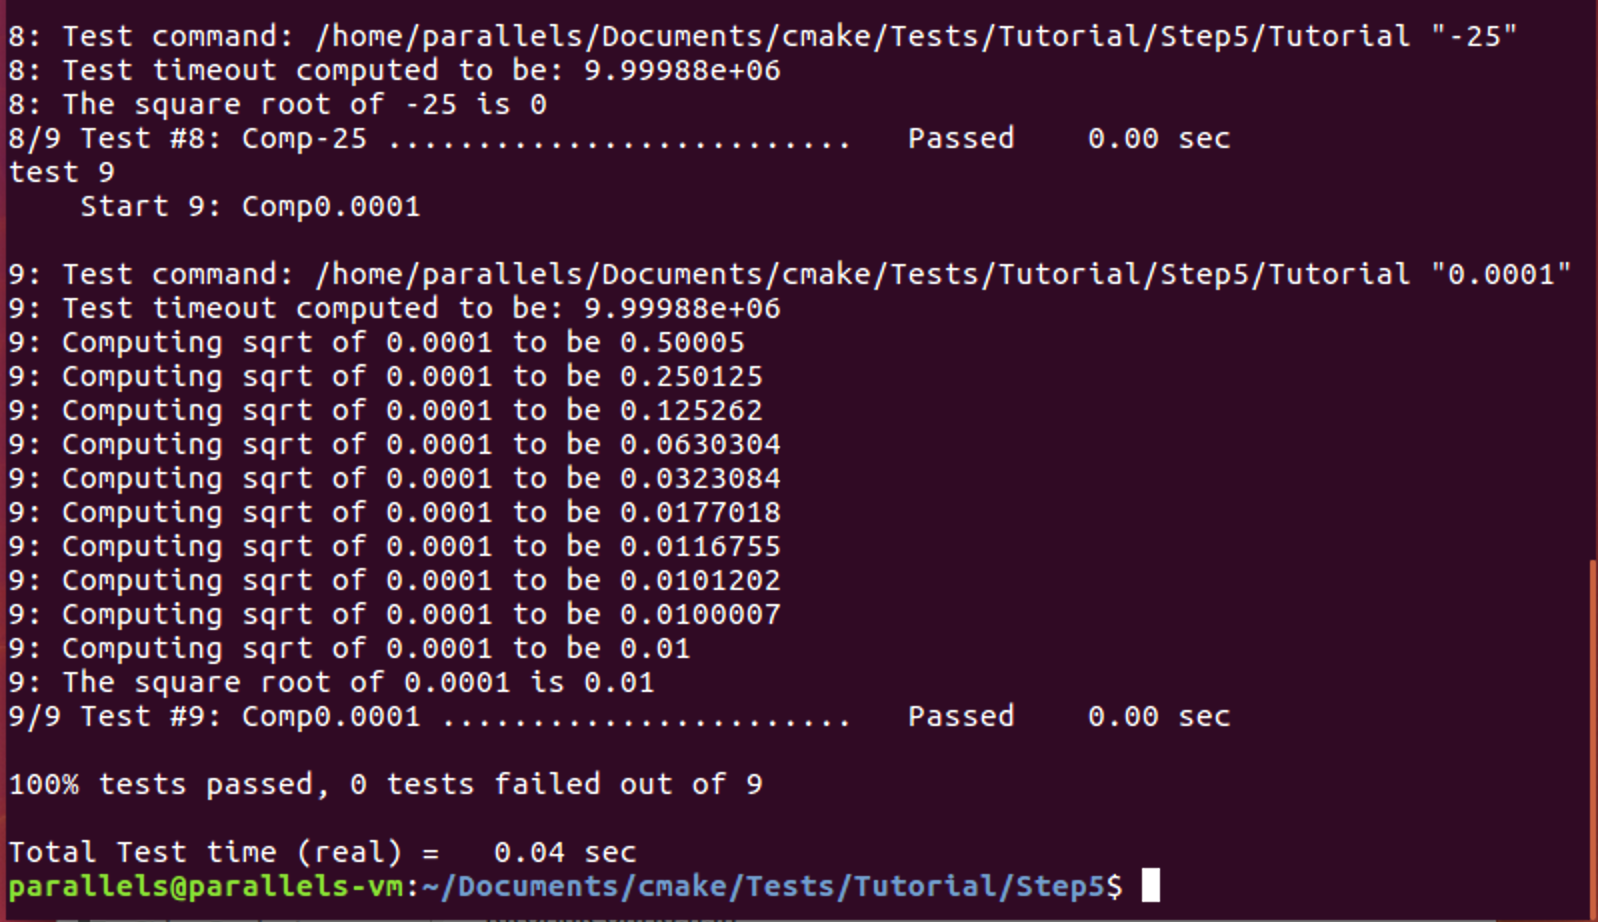 8: Test command: /home/parallels/Documents/cmake/Tests/Tutorial/Step5/Tutorial "-25"
8: Test timeout computed to be: 9.99988e+06
8: The square root of -25 is 0
8/9 Test #8: Comp-25 ..........................   Passed    0.00 sec
test 9
    Start 9: Comp0.0001

9: Test command: /home/parallels/Documents/cmake/Tests/Tutorial/Step5/Tutorial "0.0001"
9: Test timeout computed to be: 9.99988e+06
9: Computing sqrt of 0.0001 to be 0.50005
9: Computing sqrt of 0.0001 to be 0.250125
9: Computing sqrt of 0.0001 to be 0.125262
9: Computing sqrt of 0.0001 to be 0.0630304
9: Computing sqrt of 0.0001 to be 0.0323084
9: Computing sqrt of 0.0001 to be 0.0177018
9: Computing sqrt of 0.0001 to be 0.0116755
9: Computing sqrt of 0.0001 to be 0.0101202
9: Computing sqrt of 0.0001 to be 0.0100007
9: Computing sqrt of 0.0001 to be 0.01
9: The square root of 0.0001 is 0.01
9/9 Test #9: Comp0.0001 .......................   Passed    0.00 sec

100% tests passed, 0 tests failed out of 9

Total Test time (real) =   0.04 sec
parallels@parallels-vm:~/Documents/cmake/Tests/Tutorial/Step5$